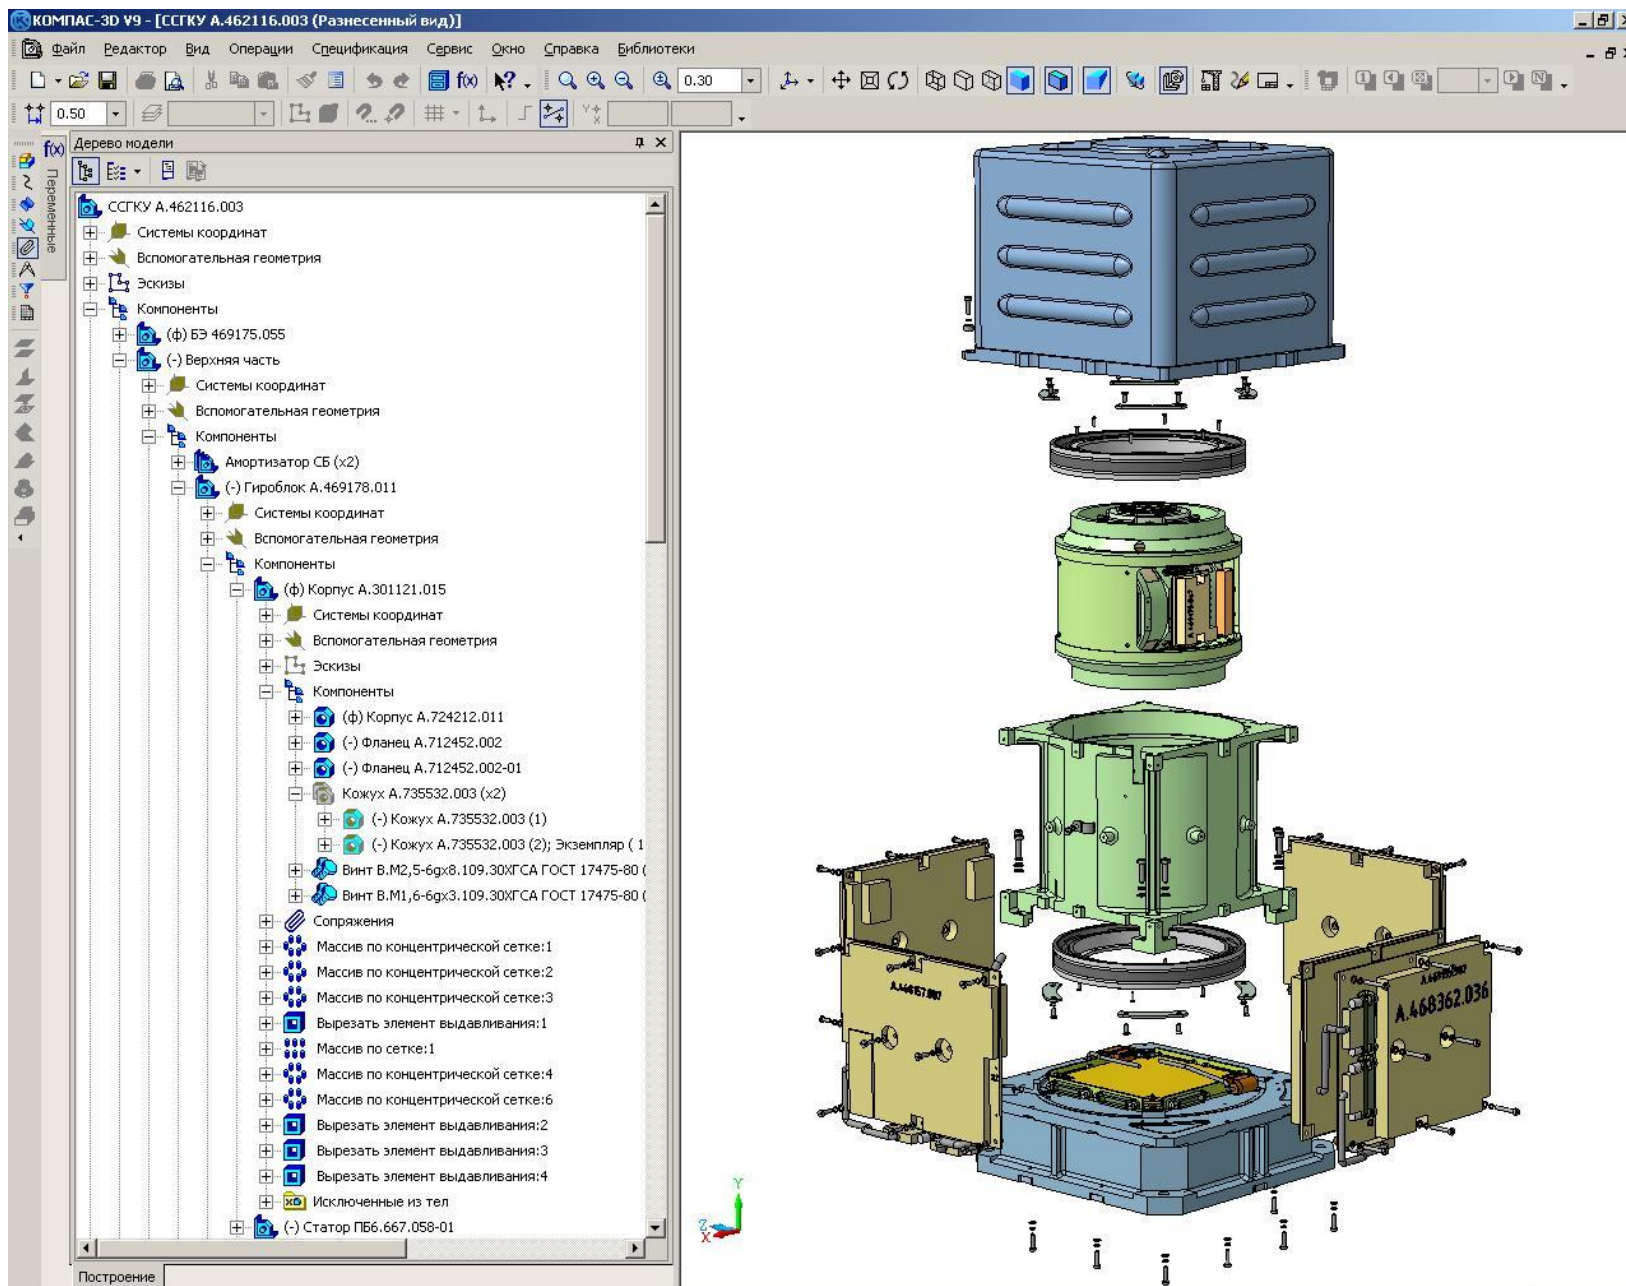 КОМПАС-3D V9 - [ССГКУ А.462116.003 (Разнесенный вид)]
Файл Редактор Вид Операции Спецификация Сервис Окно Справка Библиотеки
f(x) 0.30
0.50
f(x) Переменные
Дерево модели
ССГКУ А.462116.003
Системы координат
Вспомогательная геометрия
Эскизы
Компоненты
(ф) БЭ 469175.055
(-) Верхняя часть
Системы координат
Вспомогательная геометрия
Компоненты
Амортизатор СБ (x2)
(-) Гироблок А.469178.011
Системы координат
Вспомогательная геометрия
Компоненты
(ф) Корпус А.301121.015
Системы координат
Вспомогательная геометрия
Эскизы
Компоненты
(ф) Корпус А.724212.011
(-) Фланец А.712452.002
(-) Фланец А.712452.002-01
Кожух А.735532.003 (x2)
(-) Кожух А.735532.003 (1)
(-) Кожух А.735532.003 (2); Экземпляр ( 1
Винт В.М2,5-6gx8.109.30ХГСА ГОСТ 17475-80 (
Винт В.М1,6-6gx3.109.30ХГСА ГОСТ 17475-80 (
Сопряжения
Массив по концентрической сетке:1
Массив по концентрической сетке:2
Массив по концентрической сетке:3
Вырезать элемент выдавливания:1
Массив по сетке:1
Массив по концентрической сетке:4
Массив по концентрической сетке:6
Вырезать элемент выдавливания:2
Вырезать элемент выдавливания:3
Вырезать элемент выдавливания:4
Исключенные из тел
(-) Статор ПБ6.667.058-01
Построение
А.468362.036
Y
Z
X